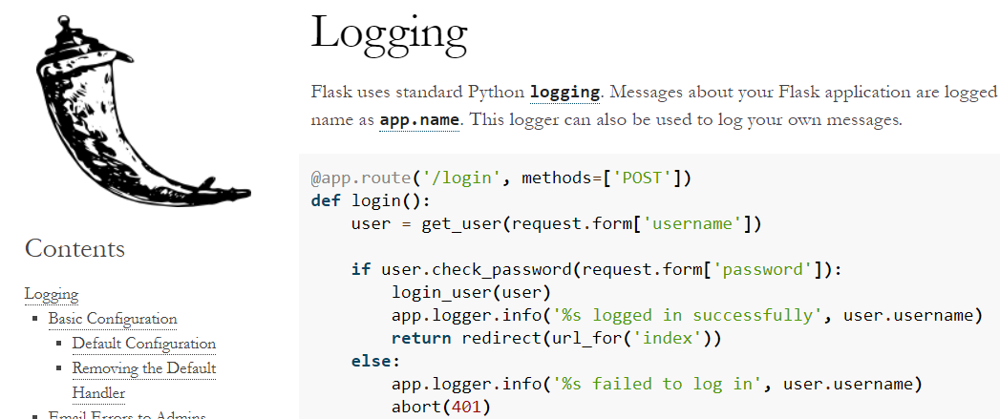 Logging
Flask uses standard Python logging. Messages about your Flask application are logged
name as app.name. This logger can also be used to log your own messages.
@app.route('/login', methods=['POST'])
def login():
    user = get_user(request.form['username'])
    if user.check_password(request.form['password']):
        login_user(user)
        app.logger.info('%s logged in successfully', user.username)
        return redirect(url_for('index'))
    else:
        app.logger.info('%s failed to log in', user.username)
        abort(401)
Contents
Logging
Basic Configuration
Default Configuration
Removing the Default
Handler
Email Errors to Admins